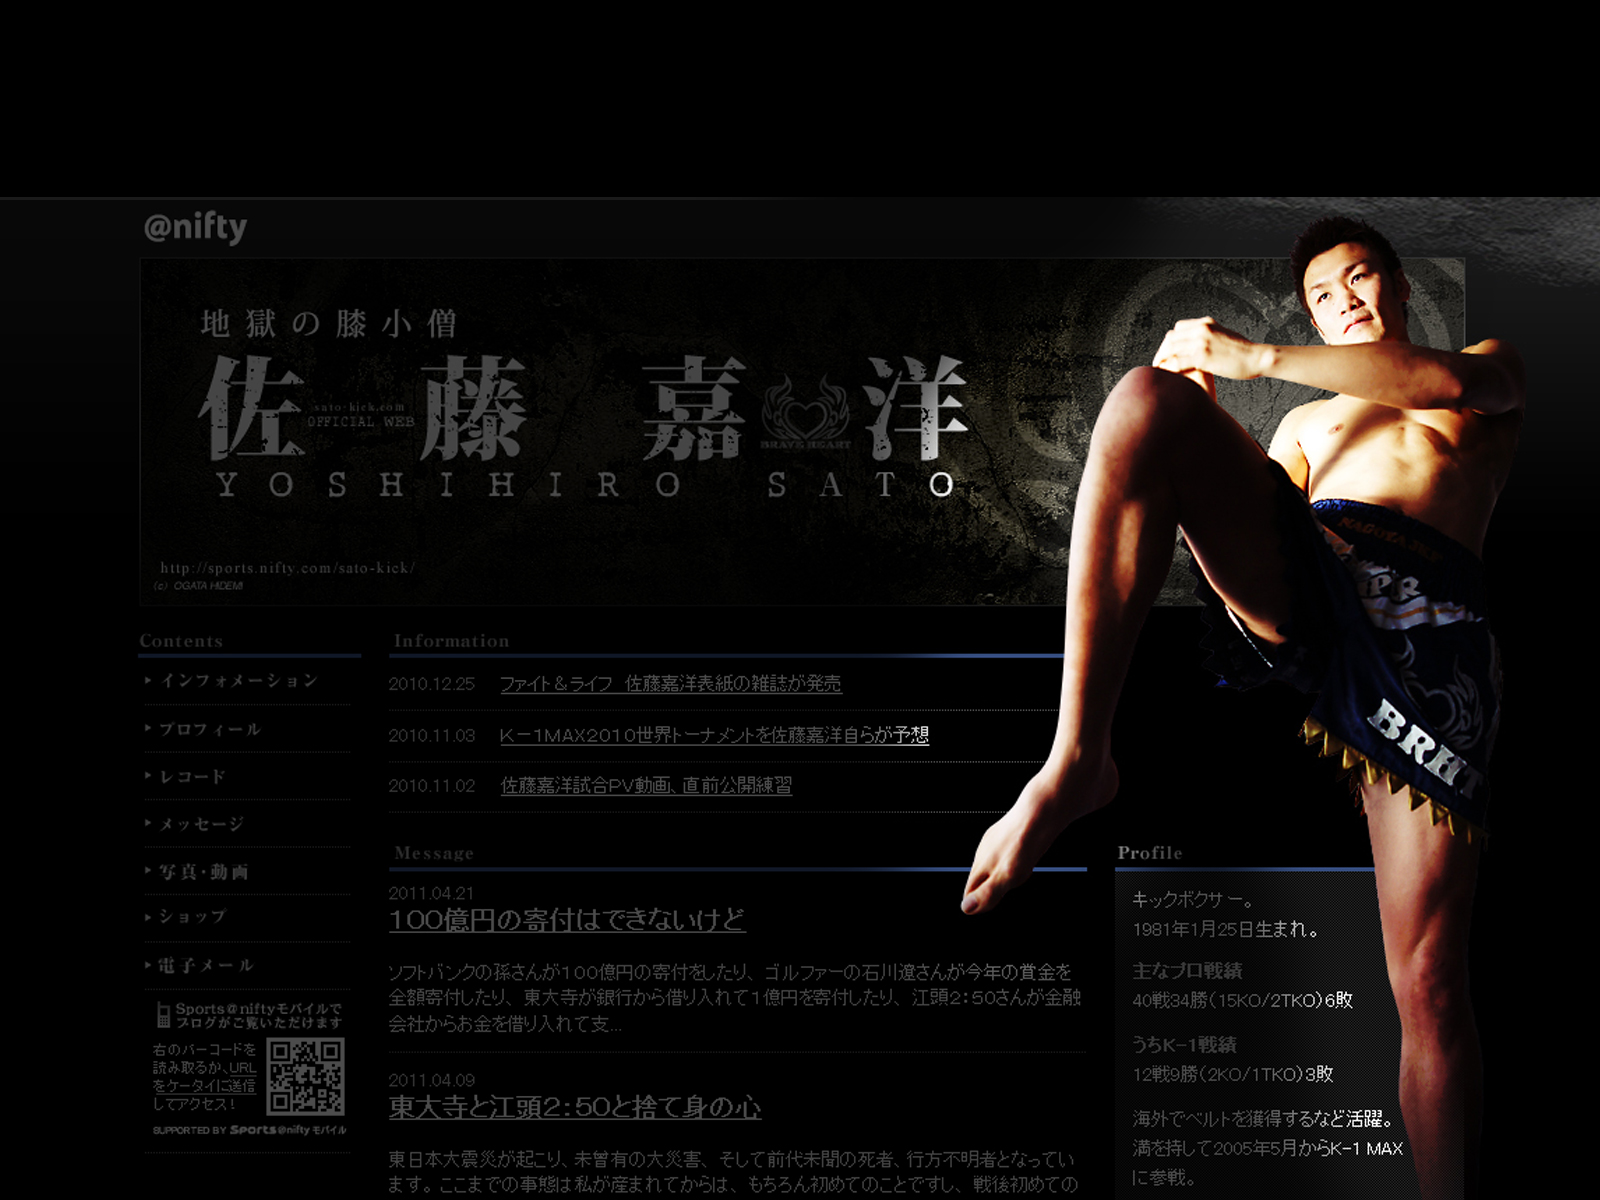 @nifty
地獄の膝小僧
佐藤嘉洋
sato-kick.com
OFFICIAL WEB
BRAVE HEART
YOSHIHIRO SATO
http://sports.nifty.com/sato-kick/
(c) OGATA HIDEMI
BRHT
Contents
インフォメーション
プロフィール
レコード
メッセージ
写真・動画
ショップ
電子メール
Sports@niftyモバイルで
ブログがご覧いただけます
右のバーコードを
読み取るか、URL
をケータイに送信
してアクセス!
SUPPORTED BY Sports@nifty モバイル
Information
2010.12.25 ファイト&ライフ 佐藤嘉洋表紙の雑誌が発売
2010.11.03 K-1MAX2010世界トーナメントを佐藤嘉洋自らが予想
2010.11.02 佐藤嘉洋試合PV動画、直前公開練習
Message
2011.04.21
100億円の寄付はできないけど
ソフトバンクの孫さんが100億円の寄付をしたり、ゴルファーの石川遼さんが今年の賞金を
全額寄付したり、東大寺が銀行から借り入れて1億円を寄付したり、江頭2:50さんが金融
会社からお金を借り入れて支...
2011.04.09
東大寺と江頭2:50と捨て身の心
東日本大震災が起こり、未曽有の大災害、そして前代未聞の死者、行方不明者となってい
ます。ここまでの事態は私が産まれてからは、もちろん初めてのことですし、戦後初めての
Profile
キックボクサー。
1981年1月25日生まれ。
主なプロ戦績
40戦34勝(15KO/2TKO)6敗
うちK-1戦績
12戦9勝(2KO/1TKO)3敗
海外でベルトを獲得するなど活躍。
満を持して2005年5月からK-1 MAX
に参戦。